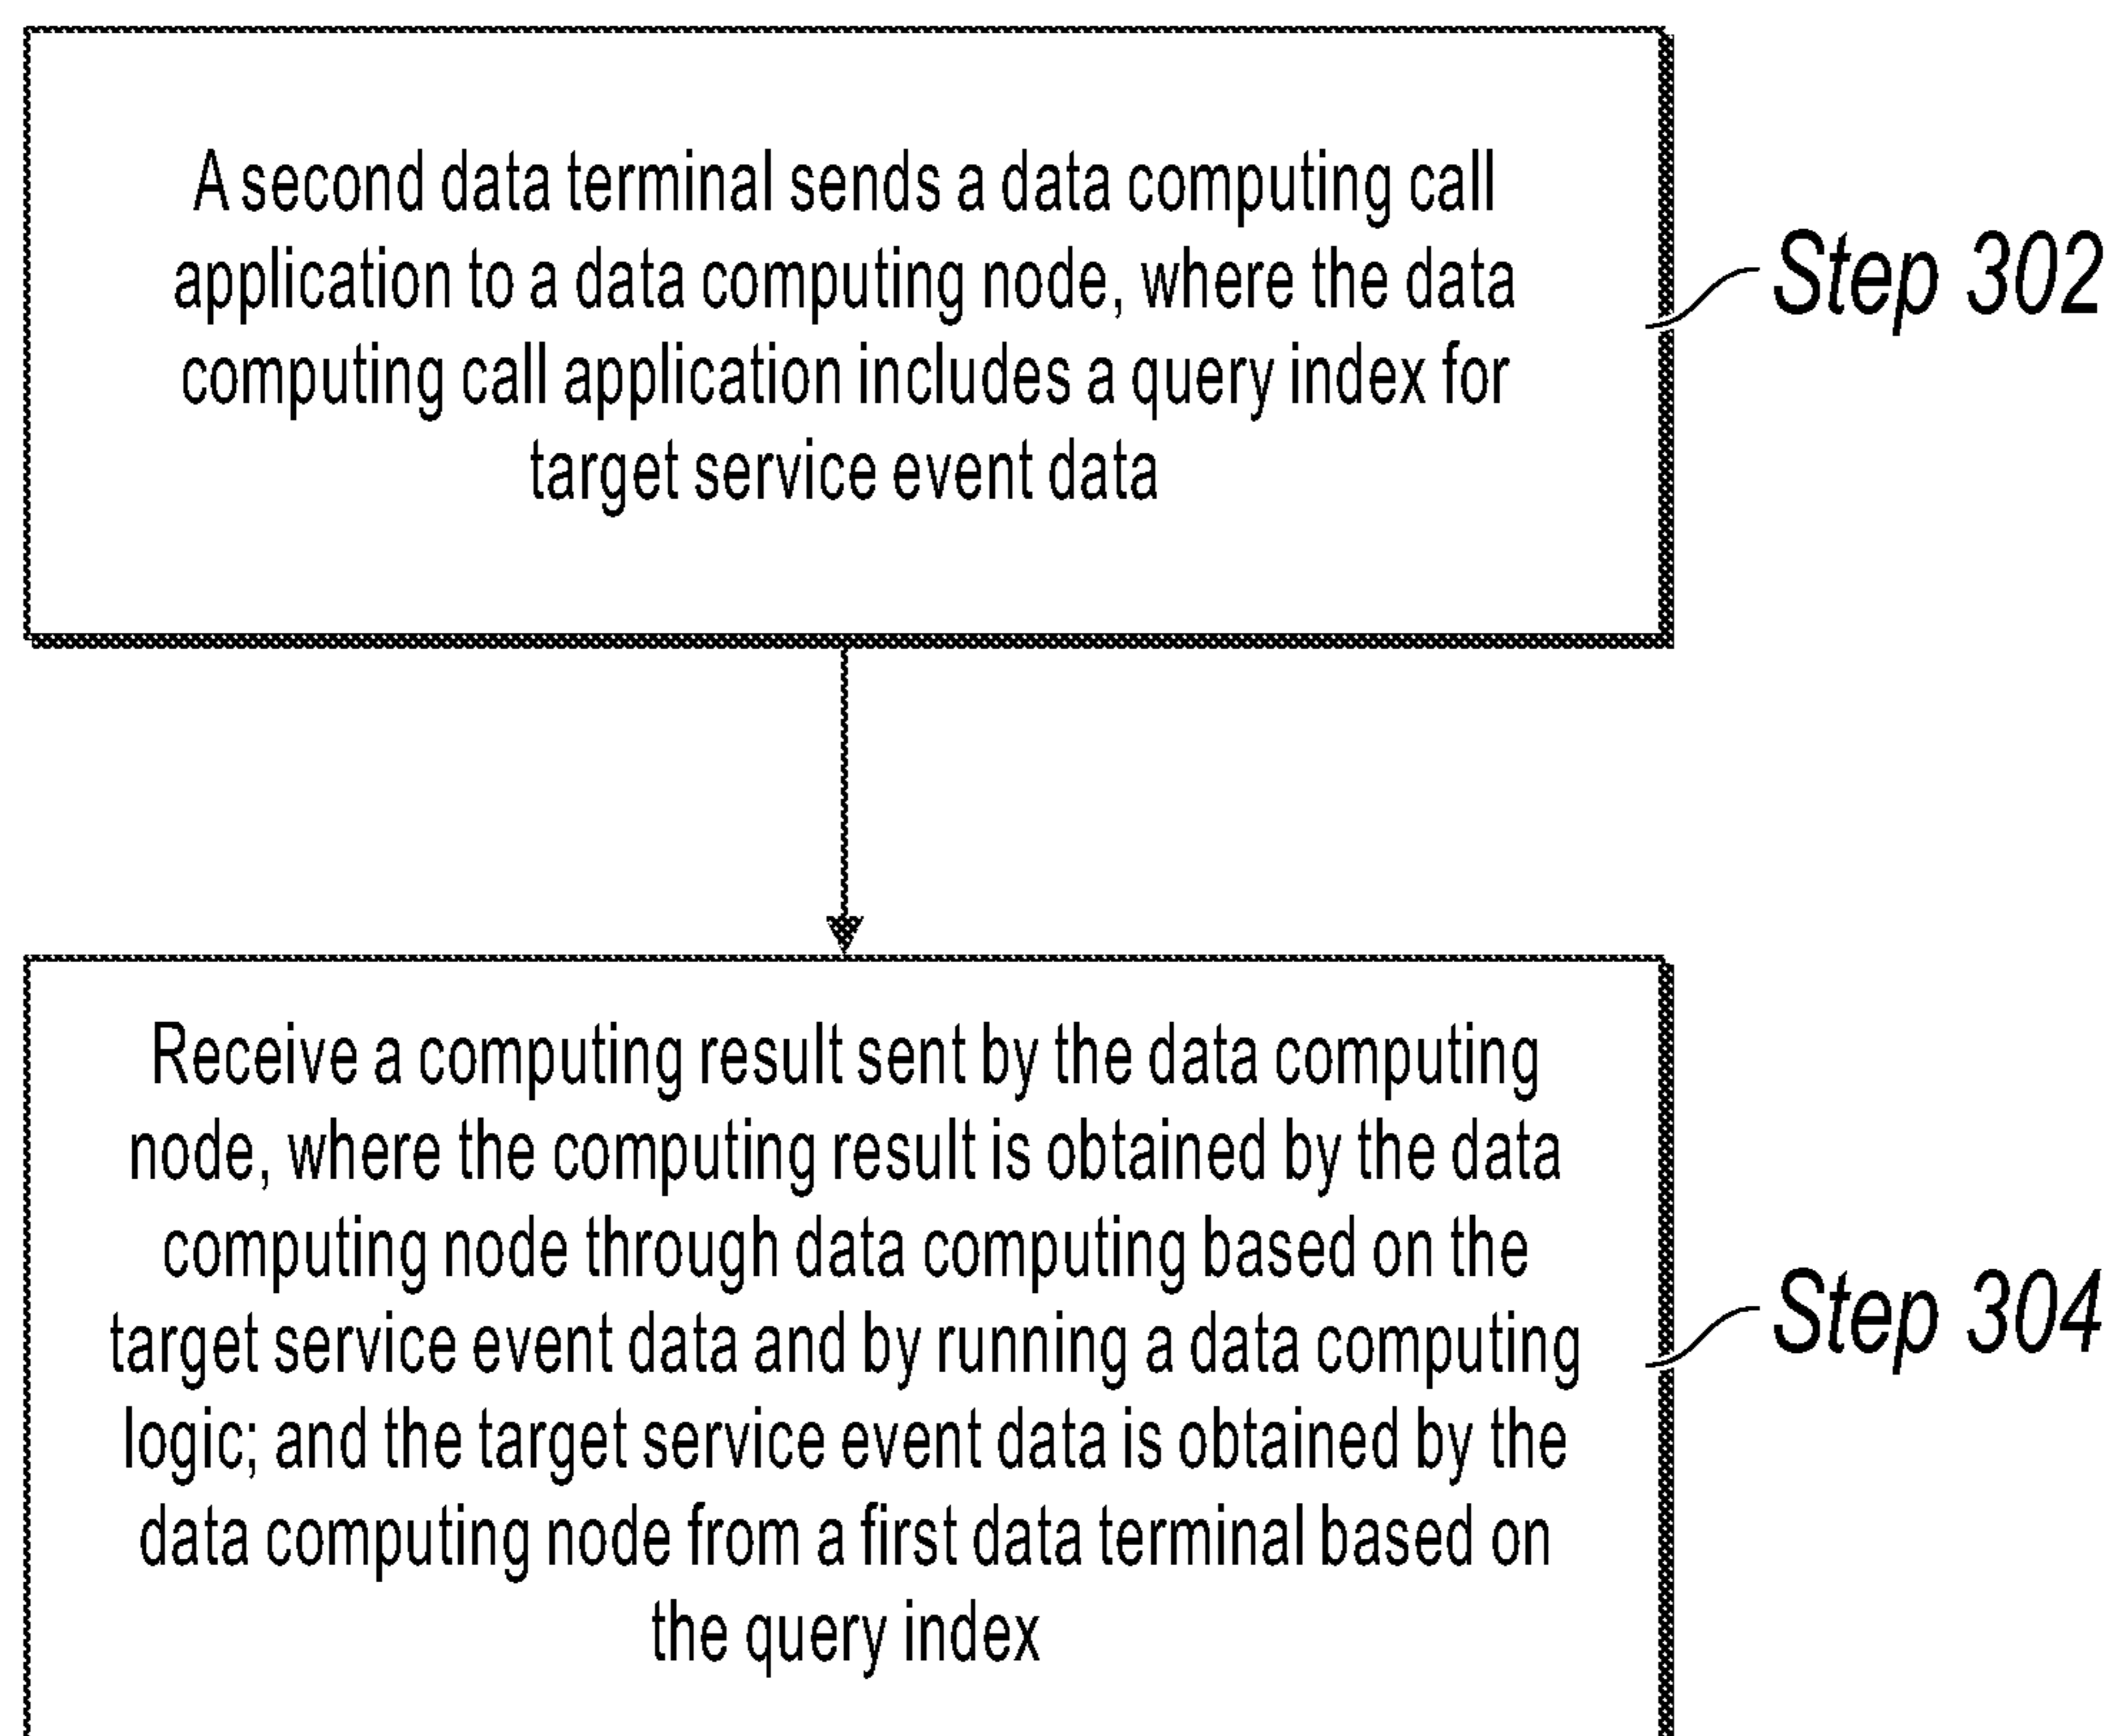 A second data terminal sends a data computing call
application to a data computing node, where the data
computing call application includes a query index for
target service event data
Step 302
Receive a computing result sent by the data computing
node, where the computing result is obtained by the data
computing node through data computing based on the
target service event data and by running a data computing
logic; and the target service event data is obtained by the
data computing node from a first data terminal based on
the query index
Step 304